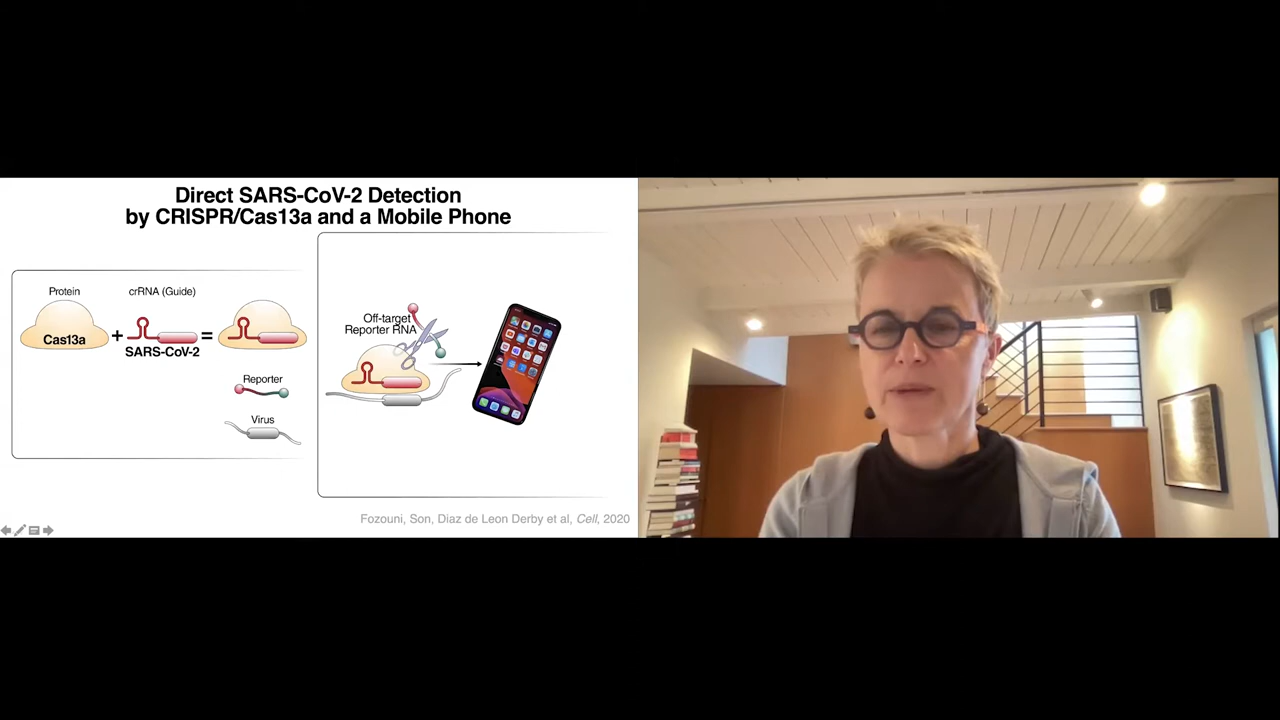 Direct SARS-CoV-2 Detection
by CRISPR/Cas13a and a Mobile Phone
Protein
crRNA (Guide)
Cas13a
+
=
SARS-CoV-2
Reporter
Virus
Off-target
Reporter RNA
Fozouni, Son, Diaz de Leon Derby et al, Cell, 2020